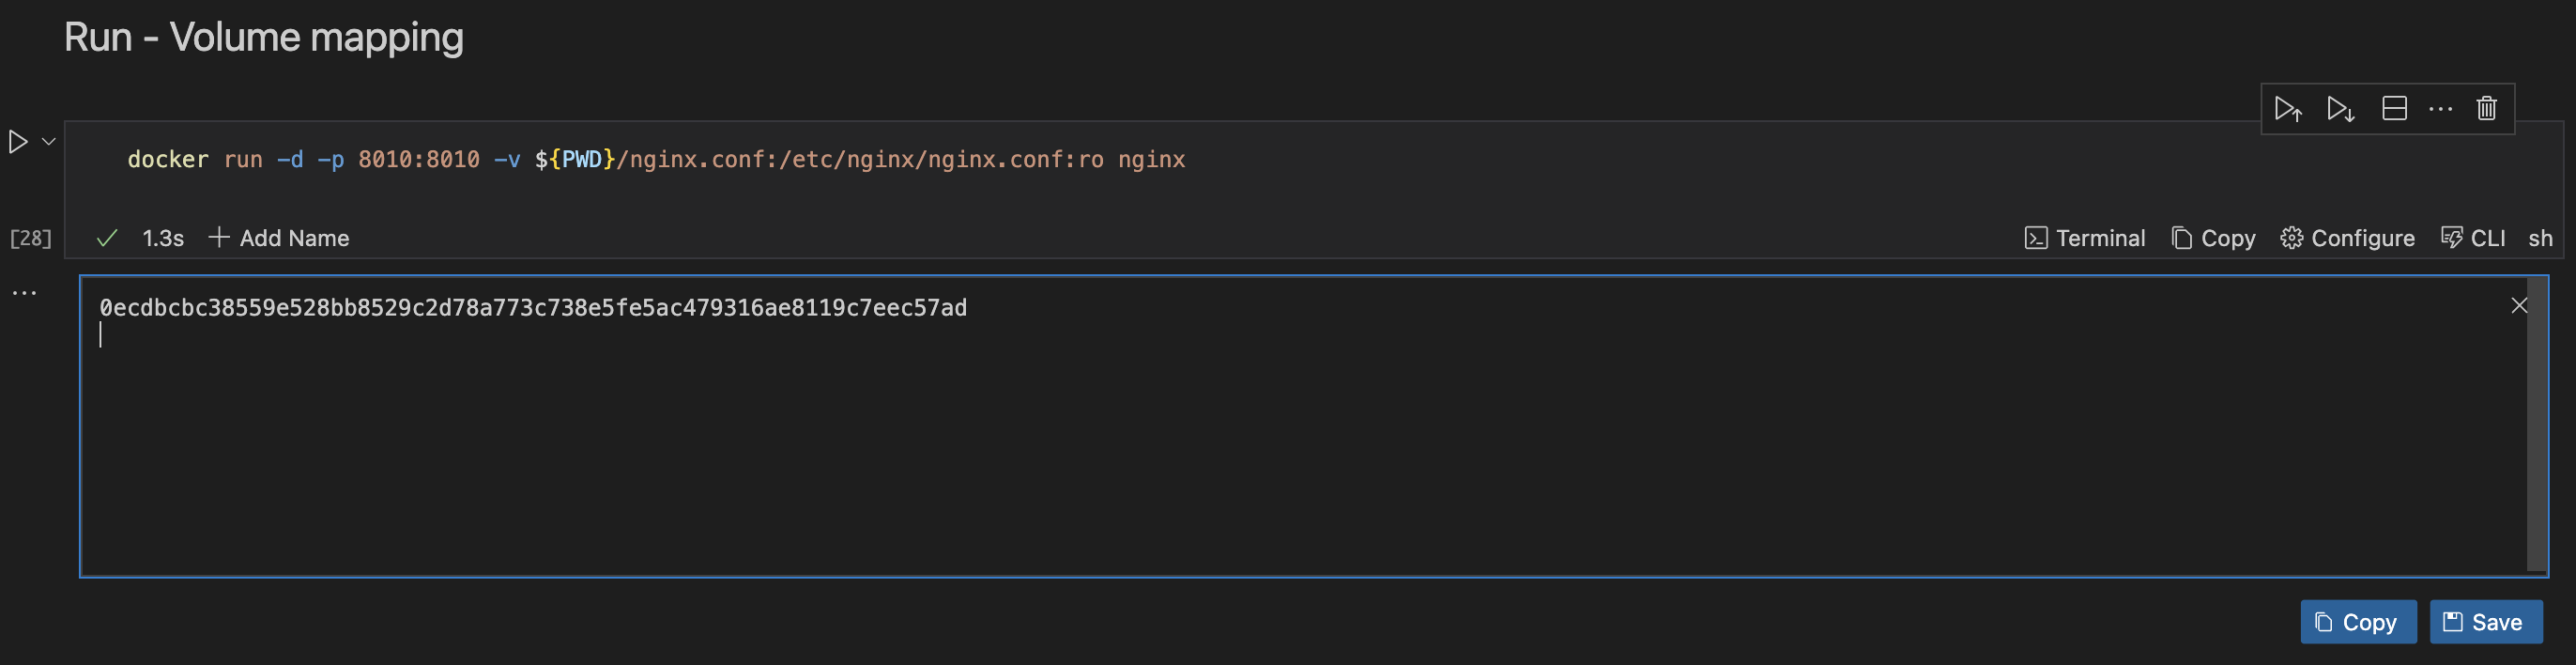 Run - Volume mapping
docker run -d -p 8010:8010 -v ${PWD}/nginx.conf:/etc/nginx/nginx.conf:ro nginx
[28] 1.3s Add Name Terminal Copy Configure CLI sh
0ecdbcbc38559e528bb8529c2d78a773c738e5fe5ac479316ae8119c7eec57ad
Copy Save